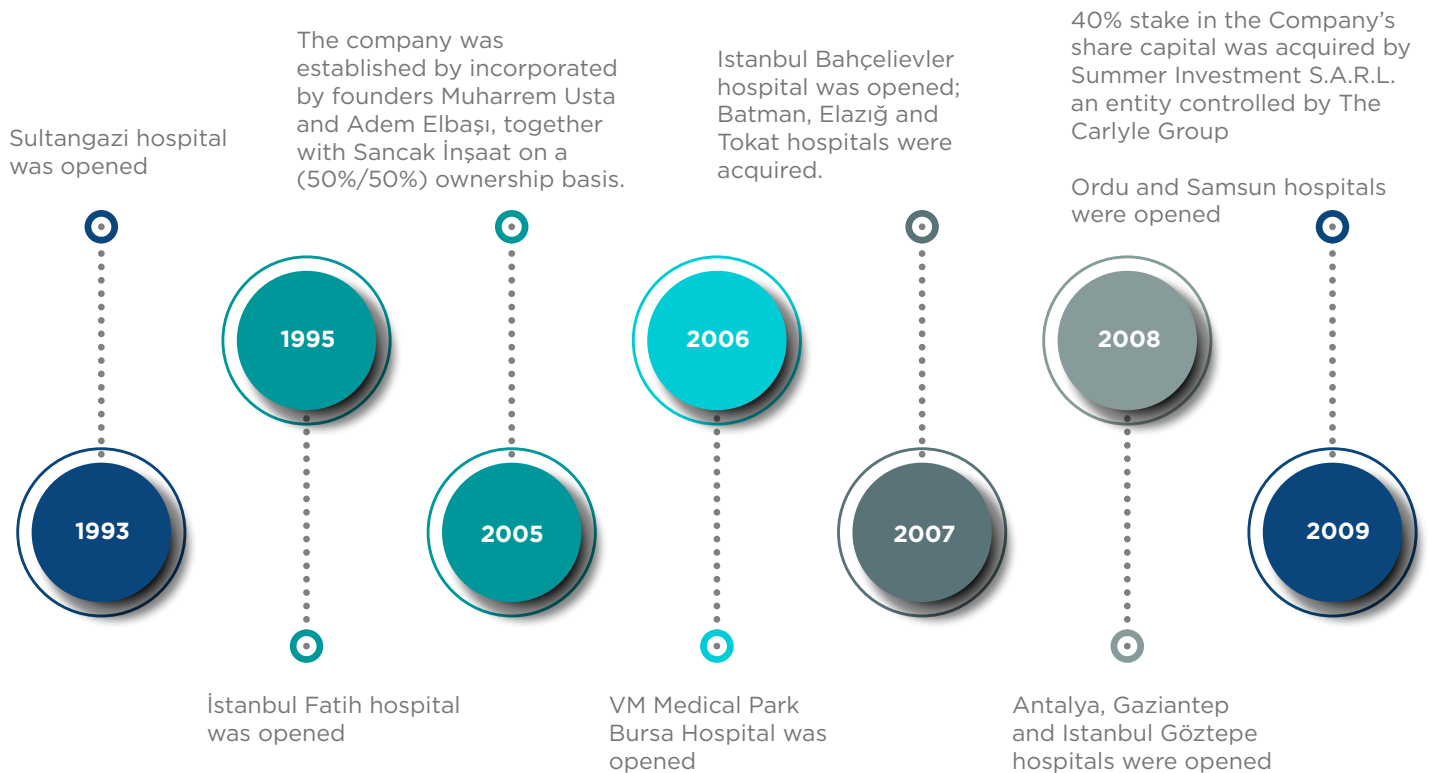 Sultangazi hospital
was opened
1993
1995
İstanbul Fatih hospital
was opened
The company was
established by incorporated
by founders Muharrem Usta
and Adem Elbaşı, together
with Sancak İnşaat on a
(50%/50%) ownership basis.
2005
2006
VM Medical Park
Bursa Hospital was
opened
Istanbul Bahçelievler
hospital was opened;
Batman, Elazığ and
Tokat hospitals were
acquired.
2007
2008
Antalya, Gaziantep
and Istanbul Göztepe
hospitals were opened
40% stake in the Company’s
share capital was acquired by
Summer Investment S.A.R.L.
an entity controlled by The
Carlyle Group
Ordu and Samsun hospitals
were opened
2009